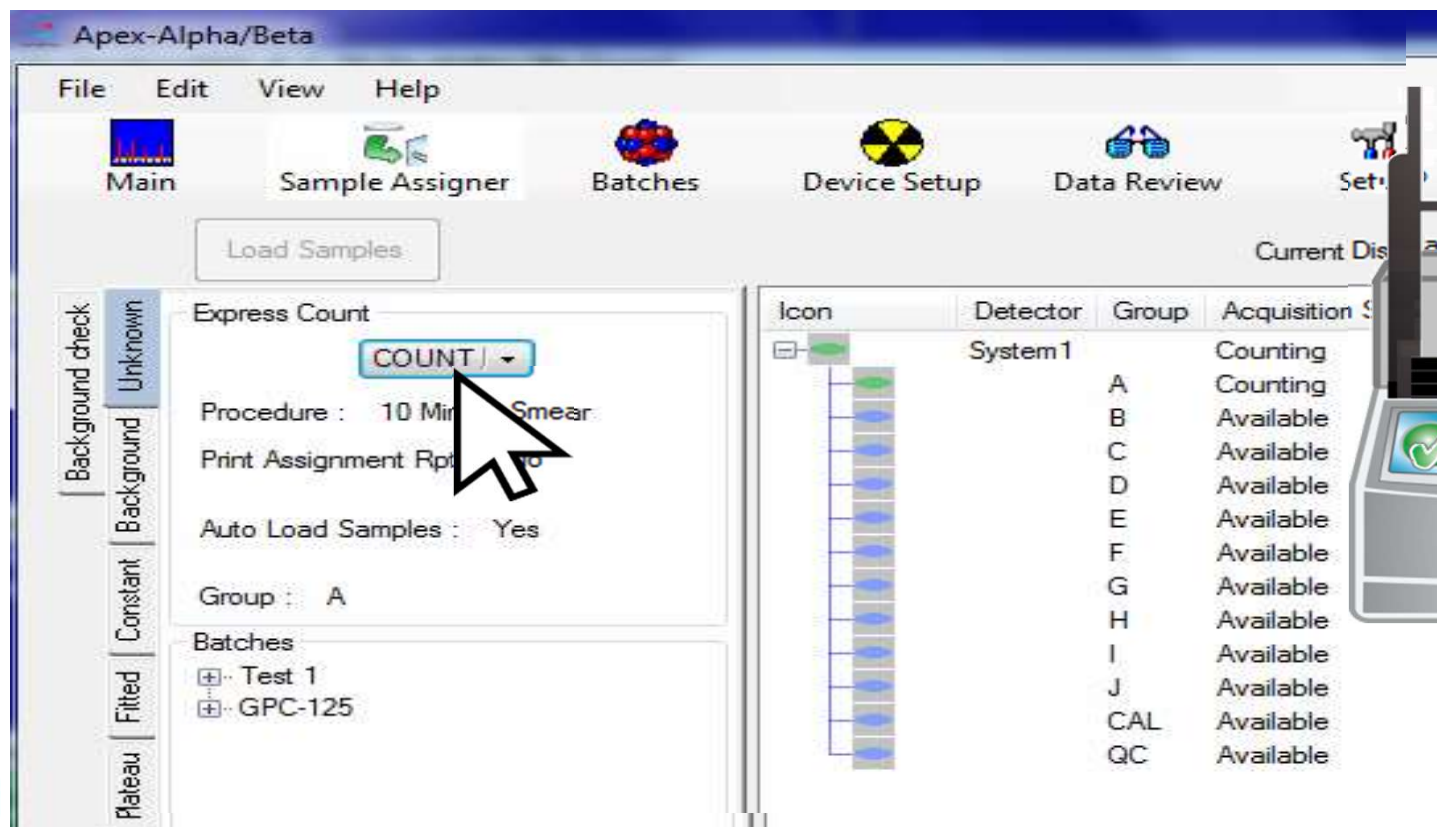 Apex-Alpha/Beta
File Edit View Help
Main Sample Assigner Batches Device Setup Data Review
Load Samples
Current
Background check
Unknown
Background
Constant
Fitted
Plateau
Express Count
COUNT
Procedure : 10 Smear
Print Assignment Rpt
Auto Load Samples : Yes
Group : A
Batches
Test 1
GPC-125
Icon Detector Group Acquisition
System1 Counting
A Counting
B Available
C Available
D Available
E Available
F Available
G Available
H Available
I Available
J Available
CAL Available
QC Available